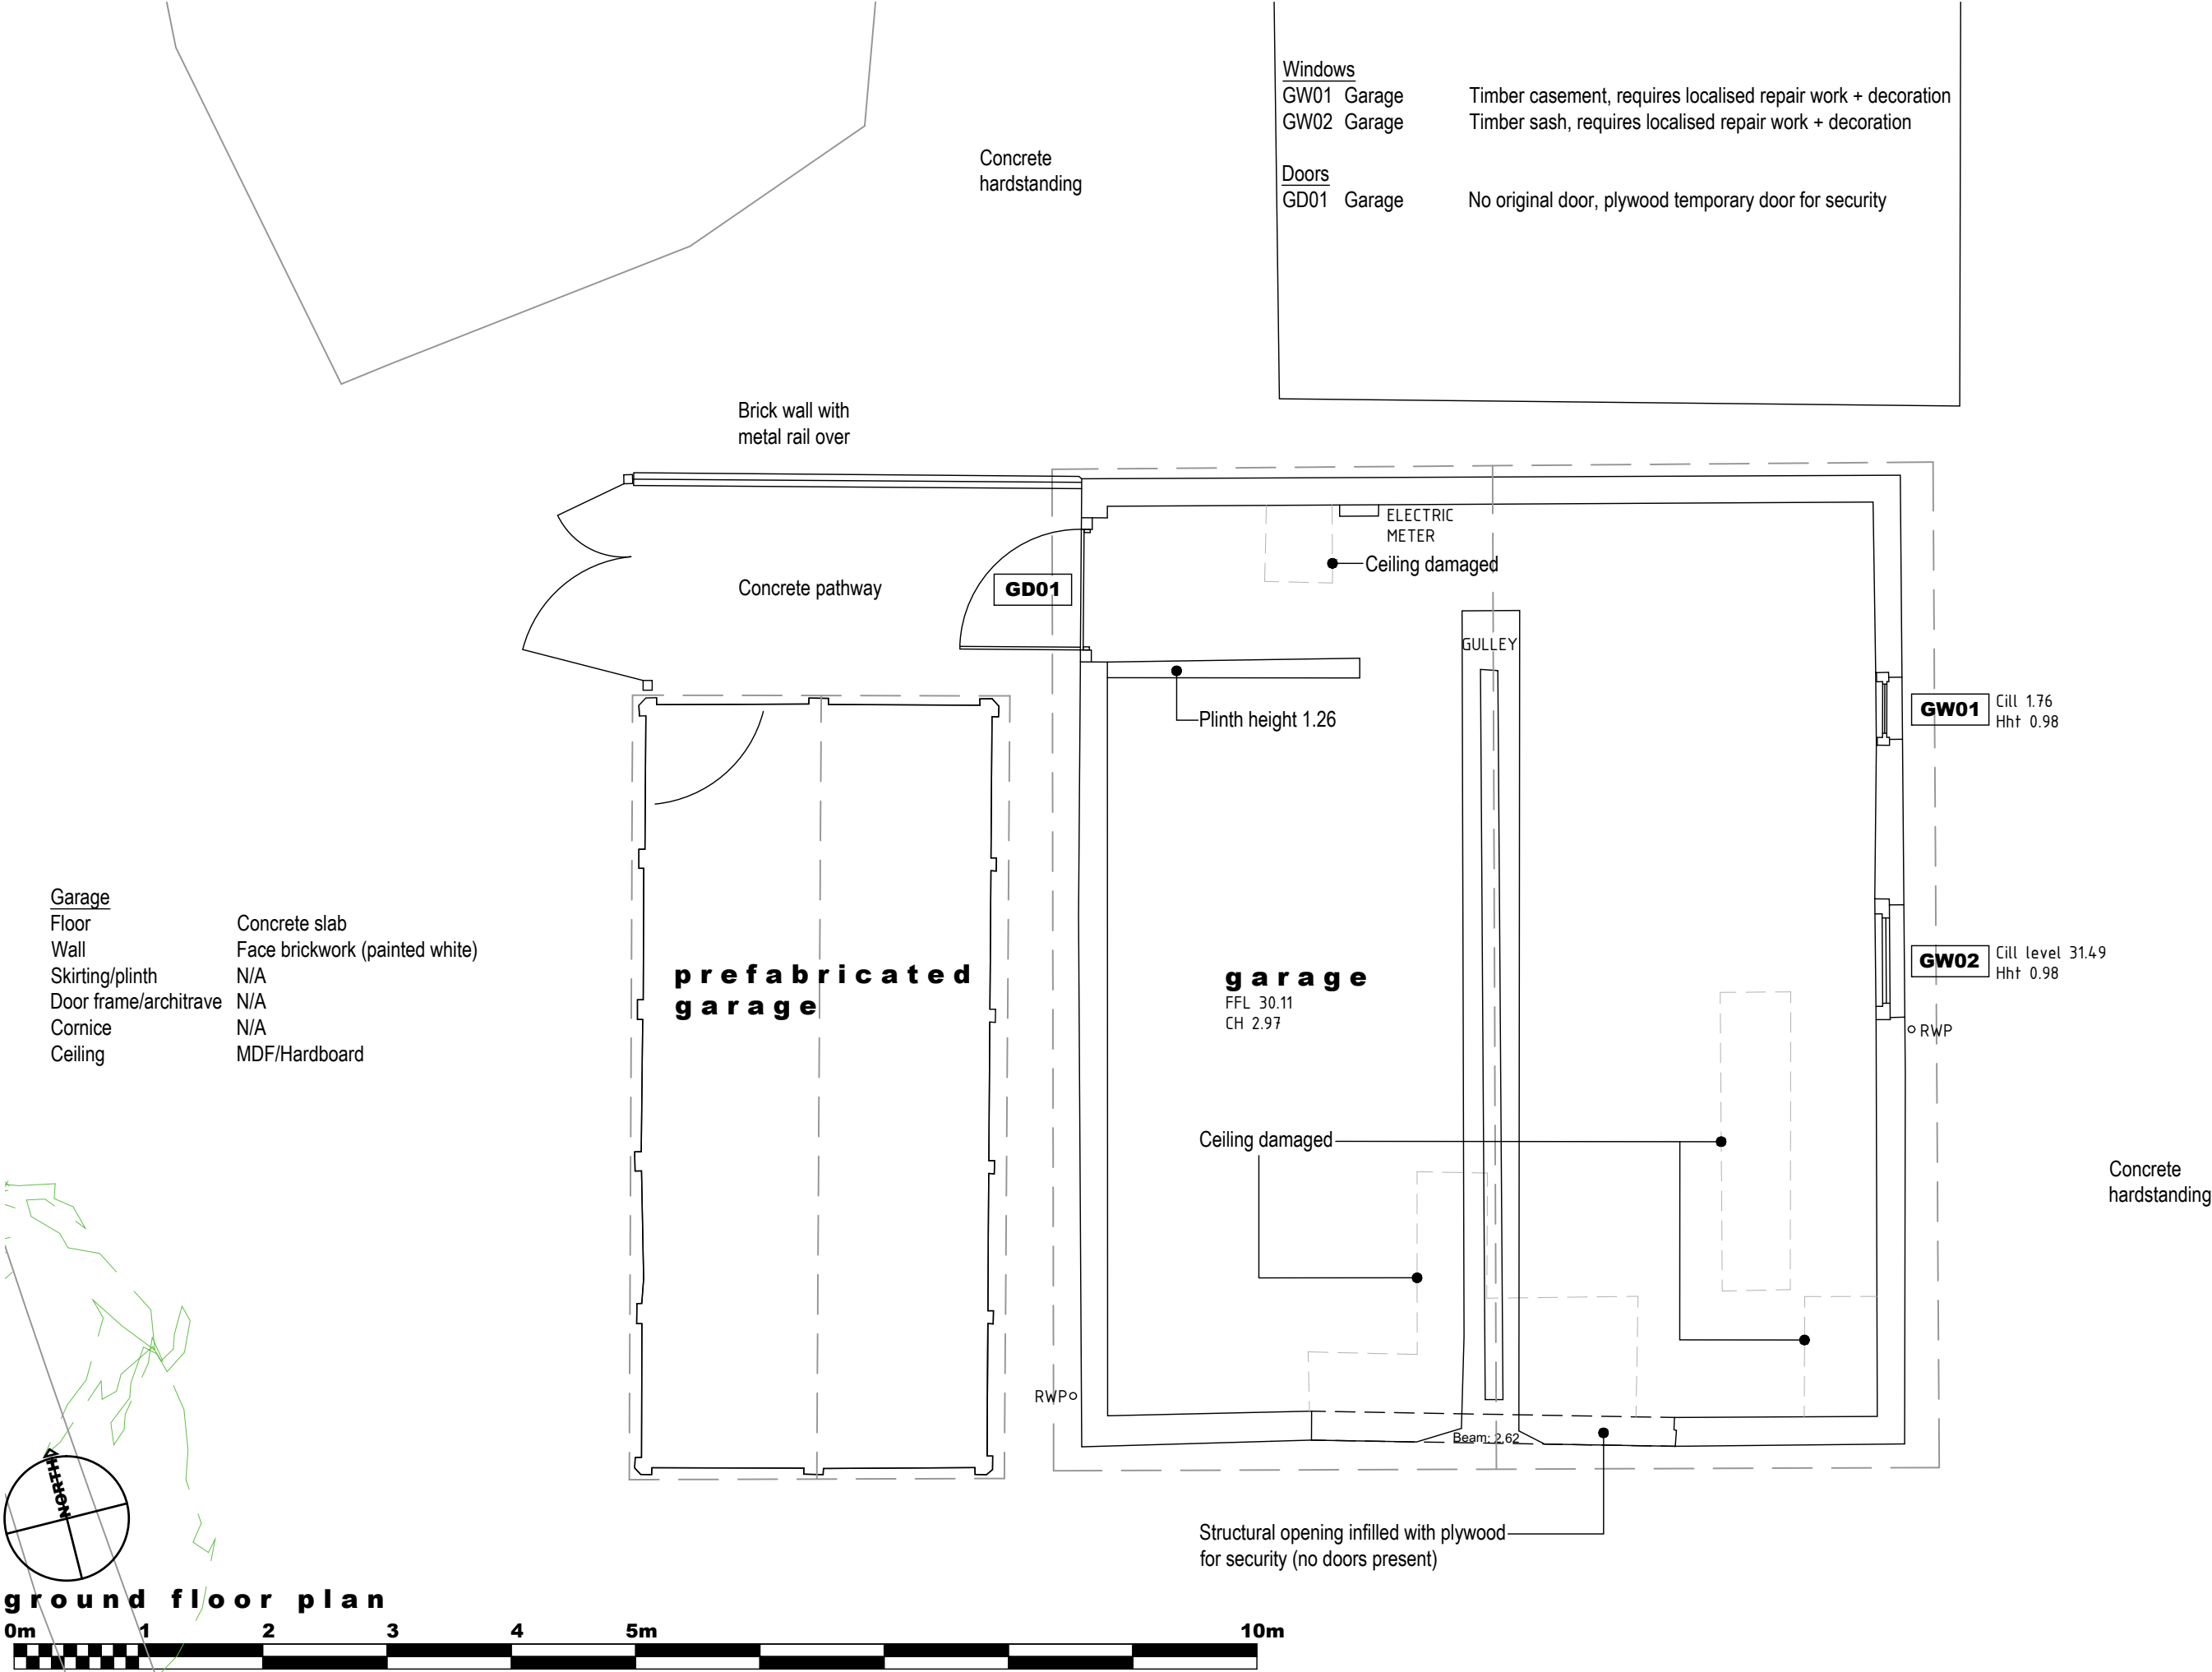 Windows
GW01 Garage Timber casement, requires localised repair work + decoration
GW02 Garage Timber sash, requires localised repair work + decoration
Doors
GD01 Garage No original door, plywood temporary door for security
Concrete
hardstanding
Brick wall with
metal rail over
ELECTRIC
METER
Ceiling damaged
Concrete pathway
GD01
GULLEY
Plinth height 1.26
GW01
Cill 1.76
Hht 0.98
Garage
Floor Concrete slab
Wall Face brickwork (painted white)
Skirting/plinth N/A
Door frame/architrave N/A
Cornice N/A
Ceiling MDF/Hardboard
prefabricated
garage
garage
FFL 30.11
CH 2.97
GW02
Cill level 31.49
Hht 0.98
RWP
Ceiling damaged
Concrete
hardstanding
RWP
Beam: 2.62
Structural opening infilled with plywood
for security (no doors present)
NORTH
ground floor plan
0m 1 2 3 4 5m 10m